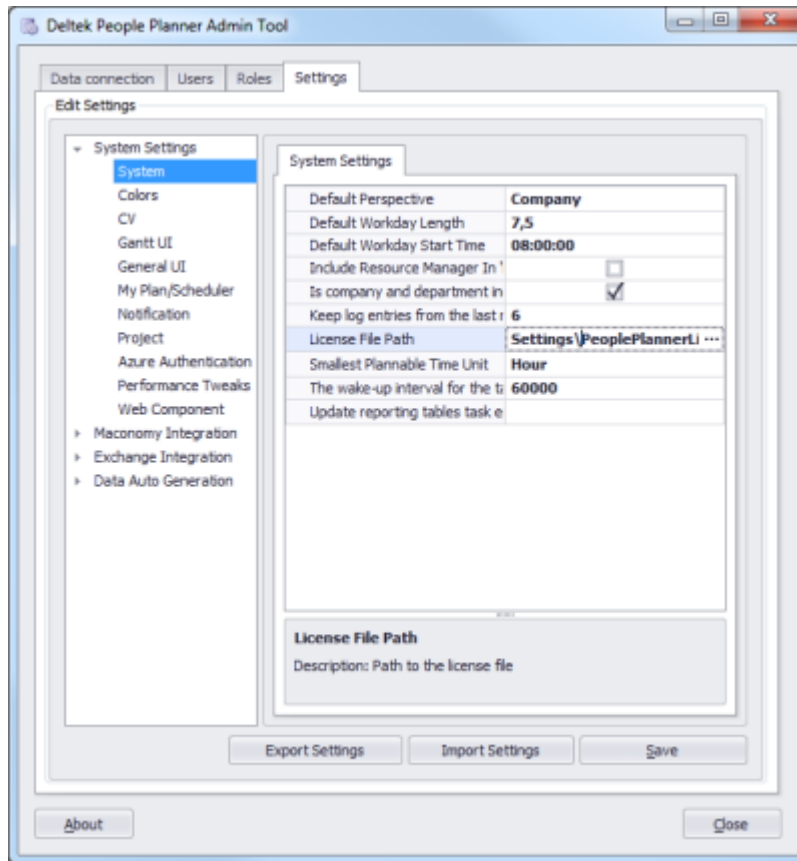 Deltek People Planner Admin Tool
Data connection Users Roles Settings
Edit Settings
System Settings
System
Colors
CV
Gantt UI
General UI
My Plan/Scheduler
Notification
Project
Azure Authentication
Performance Tweaks
Web Component
Maconomy Integration
Exchange Integration
Data Auto Generation
System Settings
Default Perspective Company
Default Workday Length 7,5
Default Workday Start Time 08:00:00
Include Resource Manager In '
Is company and department in
Keep log entries from the last r 6
License File Path Settings\PeoplePlannerLi ...
Smallest Plannable Time Unit Hour
The wake-up interval for the ta 60000
Update reporting tables task e
License File Path
Description: Path to the license file
Export Settings Import Settings Save
About Close